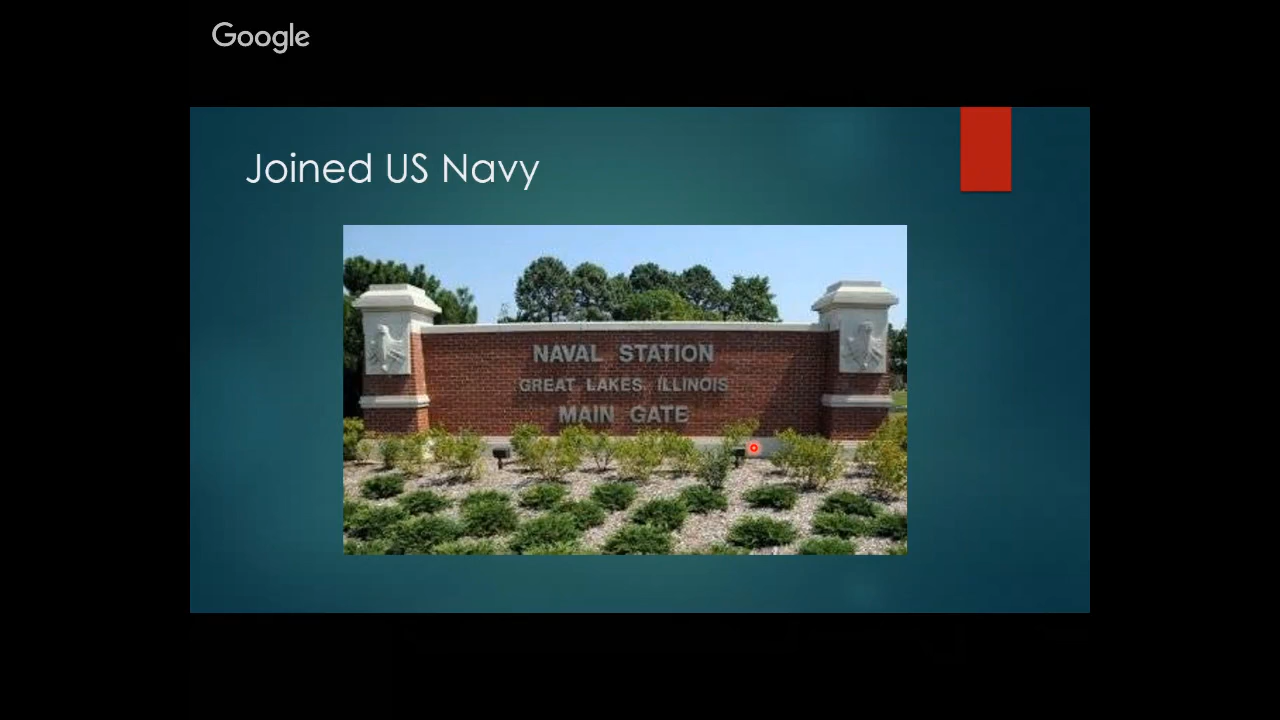 Google
Joined US Navy
NAVAL STATION
GREAT LAKES, ILLINOIS
MAIN GATE